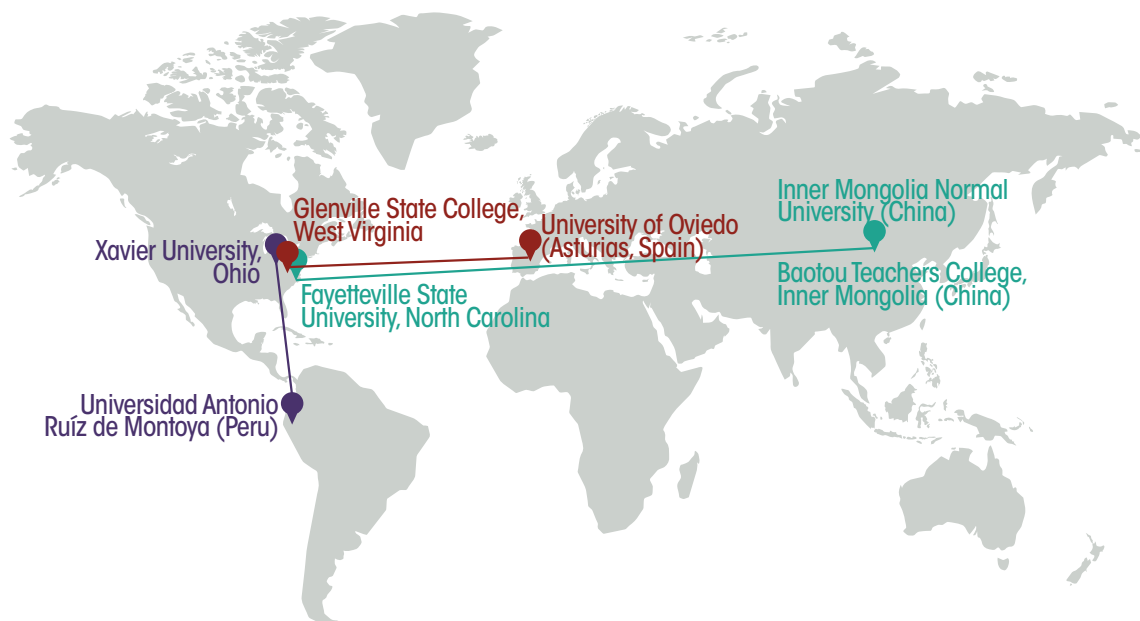 Glenville State College,
West Virginia
Xavier University,
Ohio
University of Oviedo
(Asturias, Spain)
Inner Mongolia Normal
University (China)
Baotou Teachers College,
Inner Mongolia (China)
Fayetteville State
University, North Carolina
Universidad Antonio
Ruíz de Montoya (Peru)